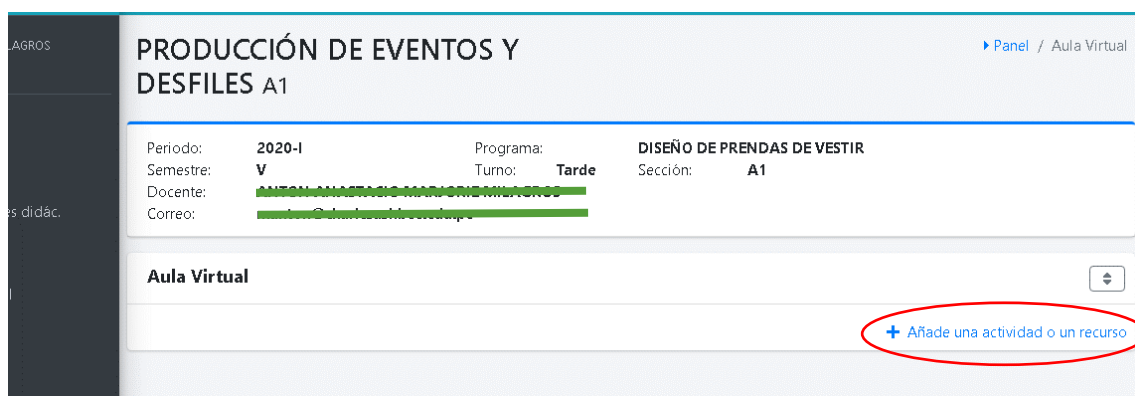 LAGROS
PRODUCCIÓN DE EVENTOS Y
DESFILES A1
Panel / Aula Virtual
Periodo: 2020-I Programa: DISEÑO DE PRENDAS DE VESTIR
Semestre: V Turno: Tarde Sección: A1
Docente:
Correo:
es didác.
Aula Virtual
+ Añade una actividad o un recurso